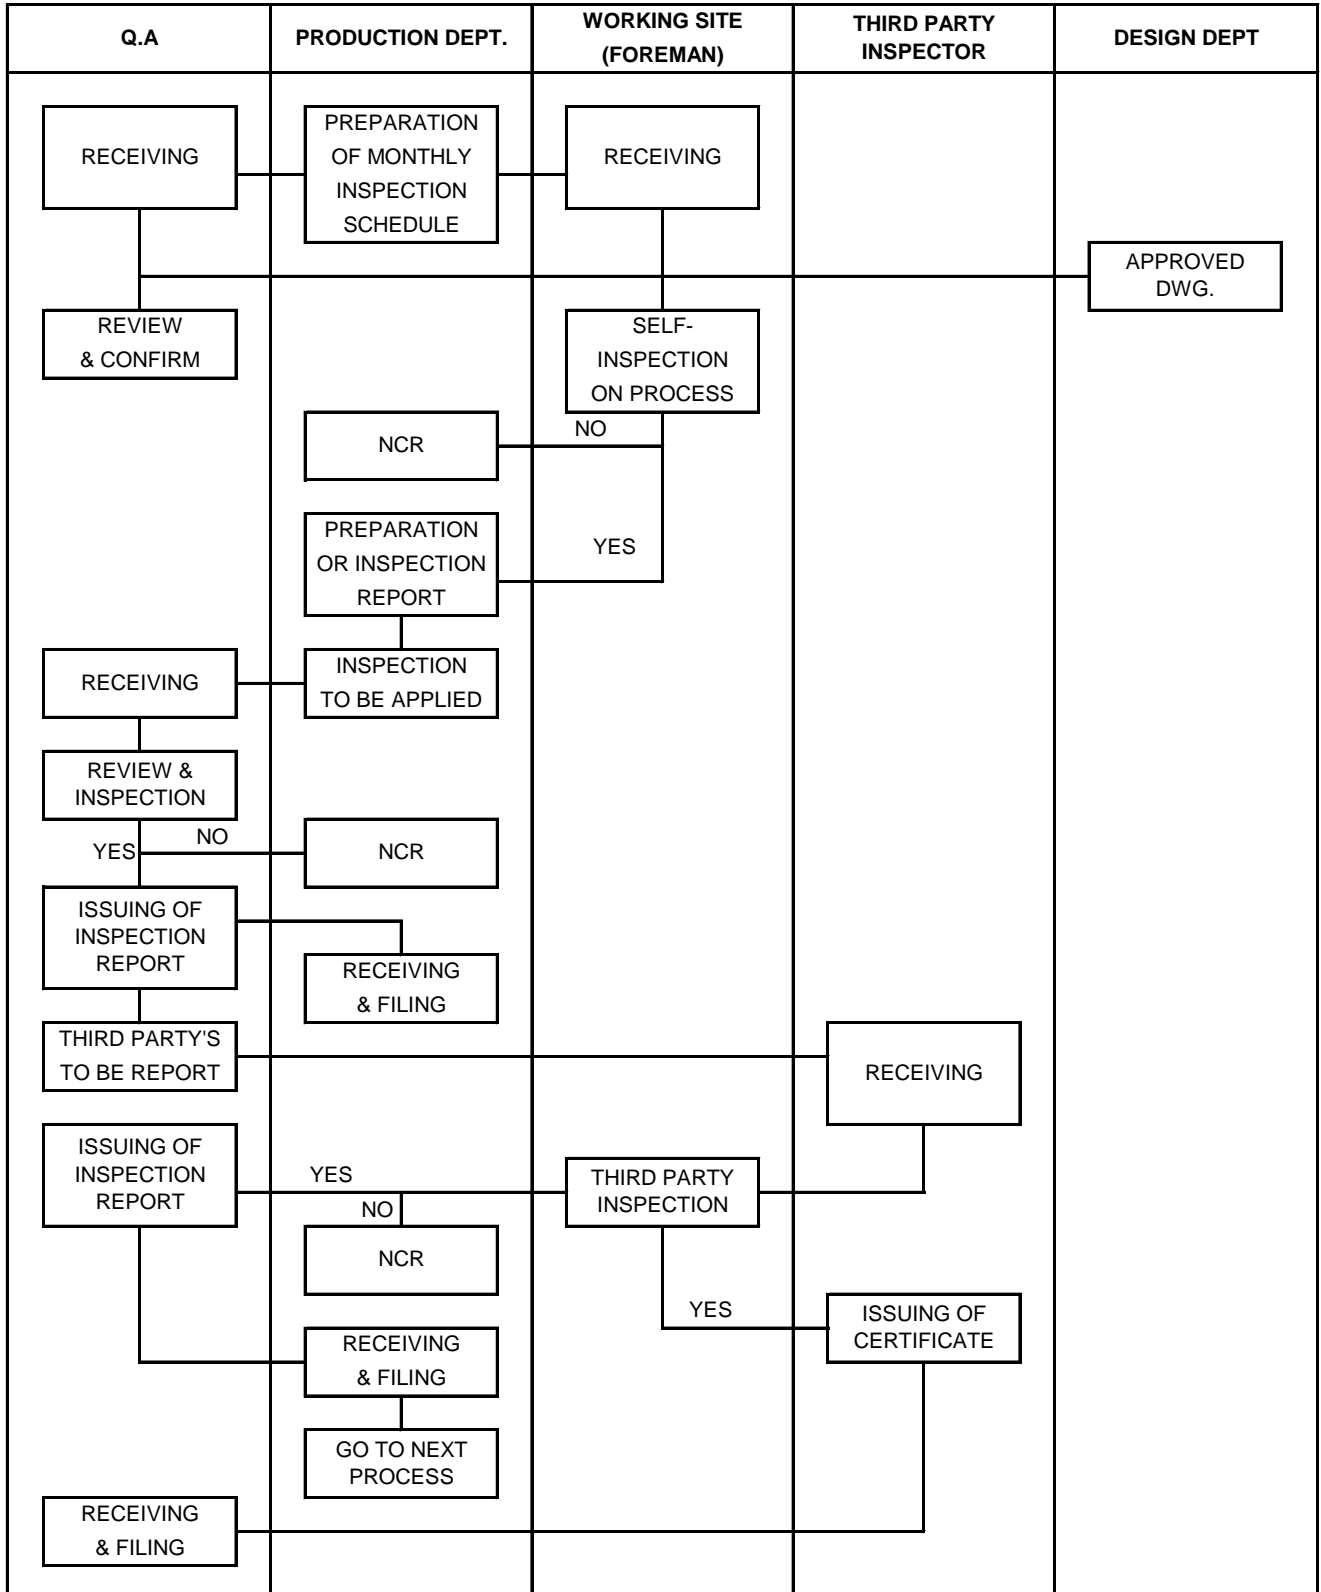 Q.A
PRODUCTION DEPT.
WORKING SITE
(FOREMAN)
THIRD PARTY
INSPECTOR
DESIGN DEPT
RECEIVING
PREPARATION
OF MONTHLY
INSPECTION
SCHEDULE
RECEIVING
APPROVED
DWG.
REVIEW
& CONFIRM
SELF-
INSPECTION
ON PROCESS
NO
NCR
PREPARATION
OR INSPECTION
REPORT
YES
RECEIVING
INSPECTION
TO BE APPLIED
REVIEW &
INSPECTION
NO
YES
NCR
ISSUING OF
INSPECTION
REPORT
RECEIVING
& FILING
THIRD PARTY'S
TO BE REPORT
RECEIVING
ISSUING OF
INSPECTION
REPORT
YES
NO
THIRD PARTY
INSPECTION
NCR
YES
ISSUING OF
CERTIFICATE
RECEIVING
& FILING
GO TO NEXT
PROCESS
RECEIVING
& FILING